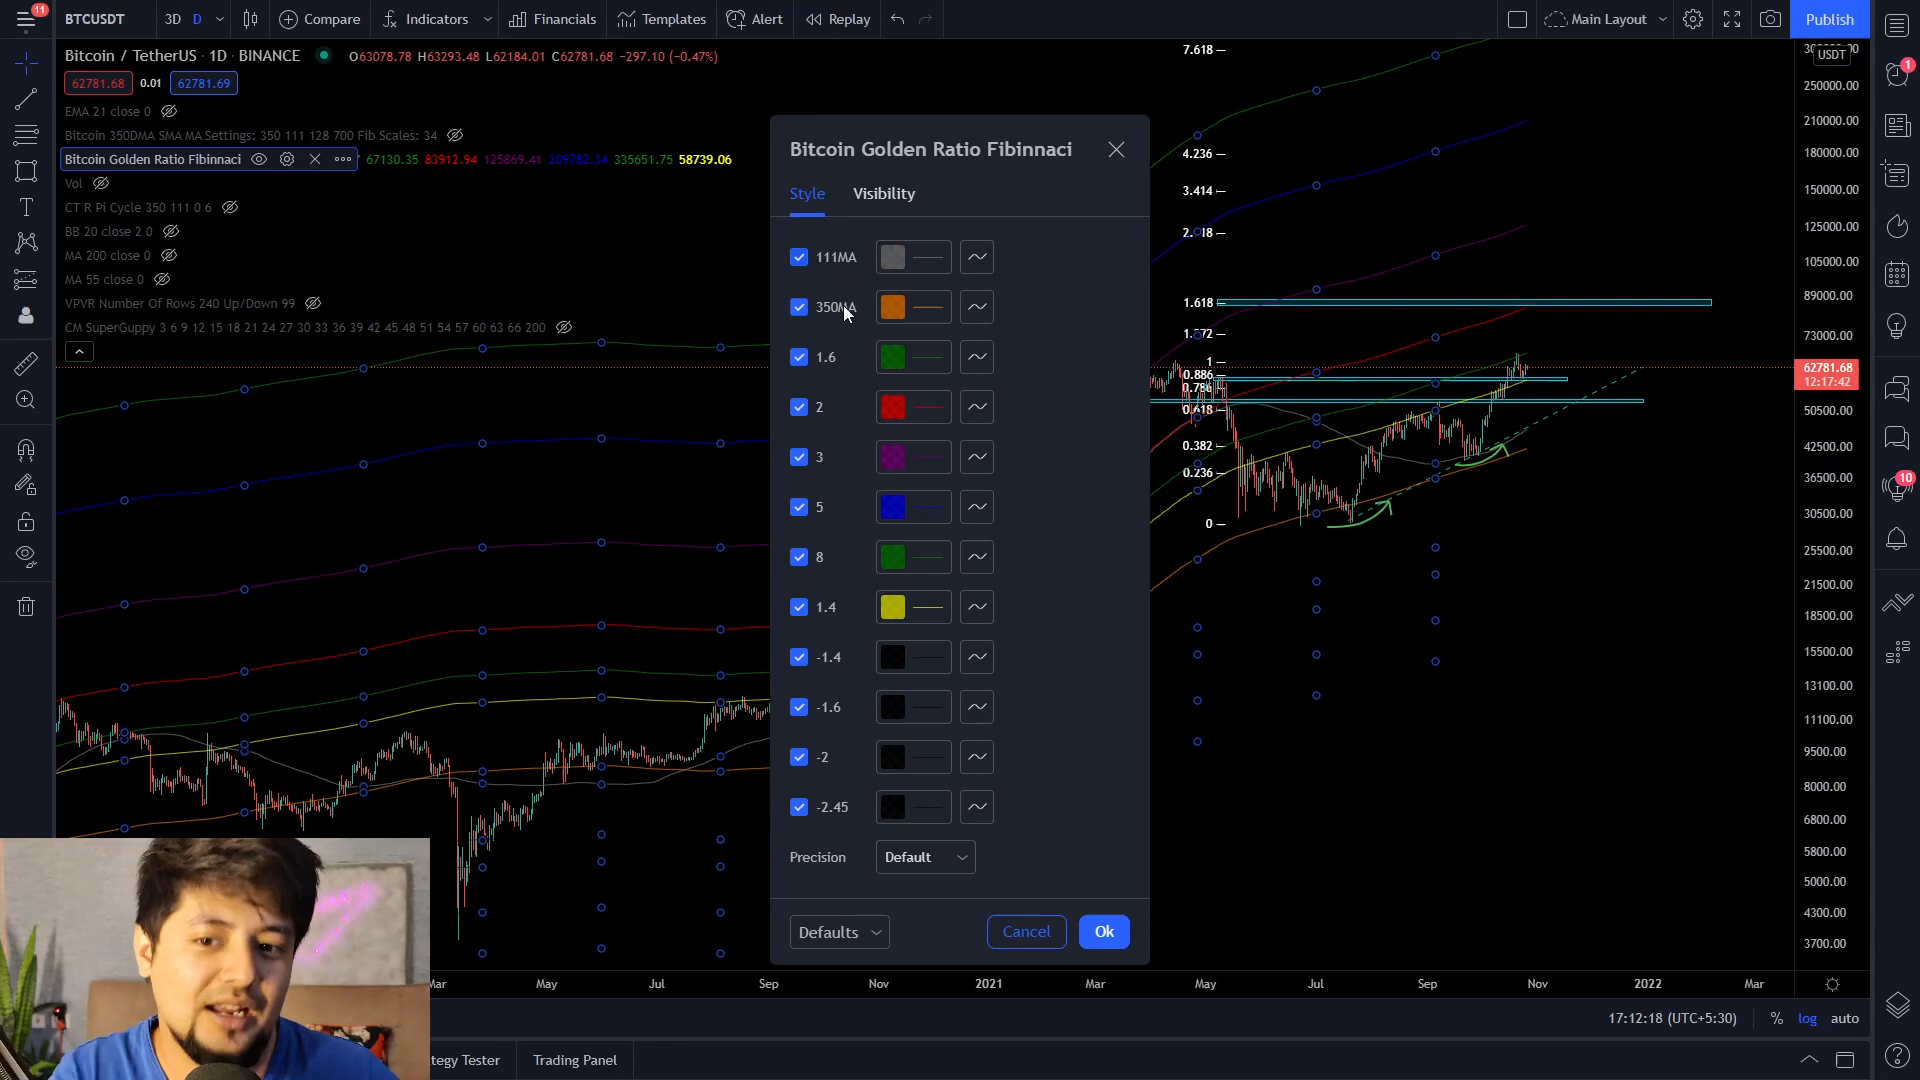 11
BTCUSDT 3D D Compare Indicators Financials Templates Alert Replay Main Layout Publish
Bitcoin / TetherUS · 1D · BINANCE O63078.78 H63293.48 L62184.01 C62781.68 −297.10 (−0.47%)
62781.68 0.01 62781.69
EMA 21 close 0
Bitcoin 350DMA SMA MA Settings: 350 111 128 700 Fib Scales: 34
Bitcoin Golden Ratio Fibinnaci 67130.35 83912.94 125869.41 209782.34 335651.75 58739.06
Vol
CT R Pi Cycle 350 111 0 6
BB 20 close 2 0
MA 200 close 0
MA 55 close 0
VPVR Number Of Rows 240 Up/Down 99
CM SuperGuppy 3 6 9 12 15 18 21 24 27 30 33 36 39 42 45 48 51 54 57 60 63 66 200
Bitcoin Golden Ratio Fibinnaci
Style Visibility
111MA
350MA
1.6
2
3
5
8
1.4
-1.4
-1.6
-2
-2.45
Precision Default
Defaults Cancel Ok
7.618
4.236
3.414
1.618
1
0.886
0.786
0.618
0.382
0.236
0
USDT
250000.00
210000.00
180000.00
150000.00
125000.00
105000.00
89000.00
73000.00
62781.68
12:17:42
50500.00
42500.00
36500.00
30500.00
25500.00
21500.00
18500.00
15500.00
13100.00
11100.00
9500.00
8000.00
6800.00
5800.00
5000.00
4300.00
3700.00
1
10
Mar May Jul Sep Nov 2021 Mar May Jul Sep Nov 2022 Mar
17:12:18 (UTC+5:30) % log auto
tegy Tester Trading Panel